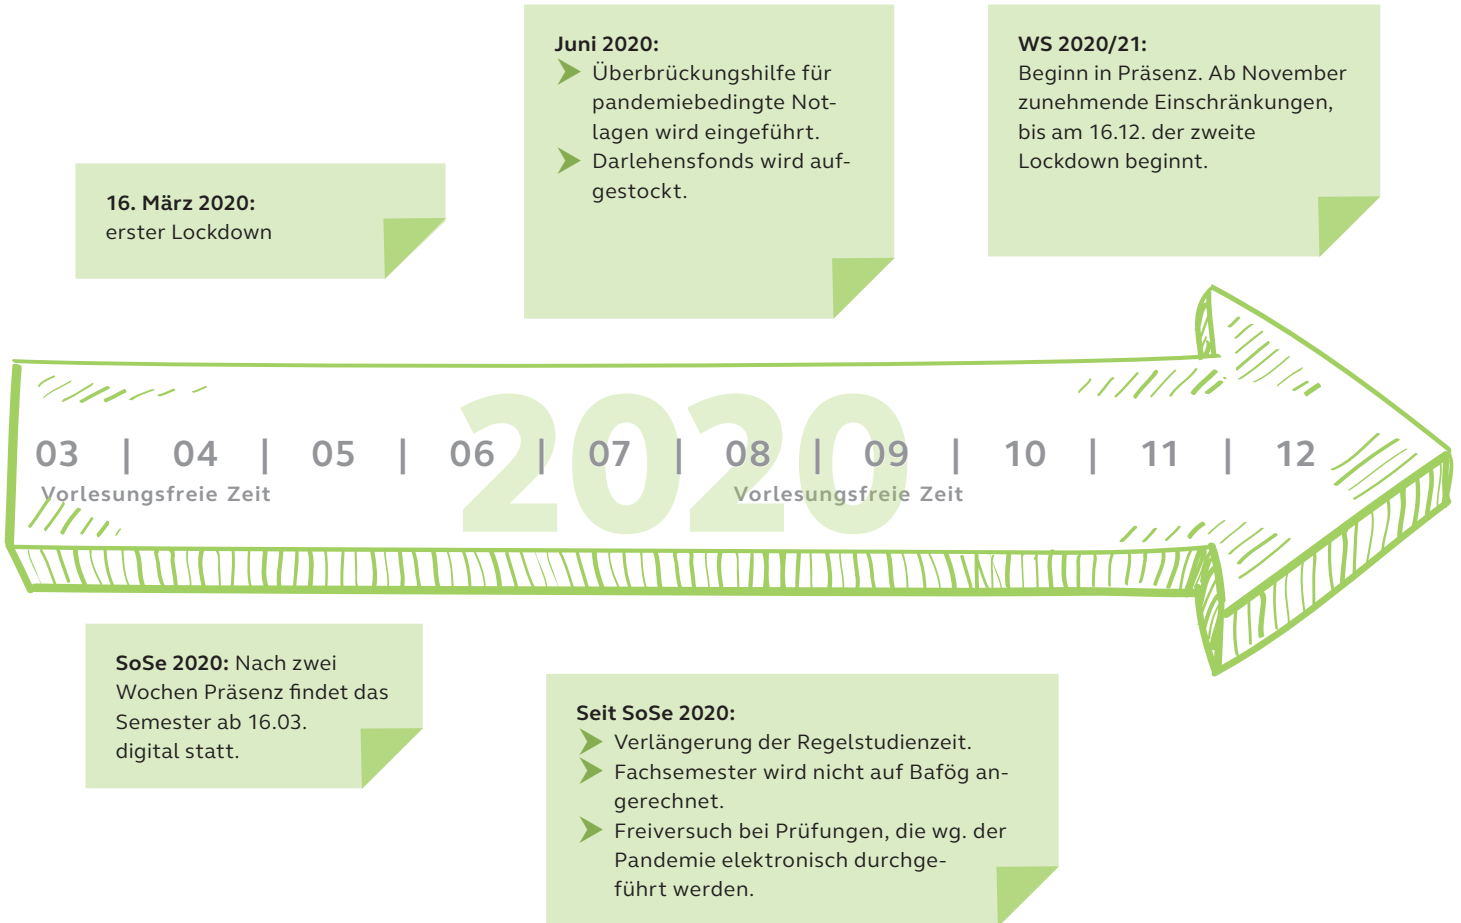 16. März 2020:
erster Lockdown
Juni 2020:
Überbrückungshilfe für
pandemiebedingte Not-
lagen wird eingeführt.
Darlehensfonds wird auf-
gestockt.
WS 2020/21:
Beginn in Präsenz. Ab November
zunehmende Einschränkungen,
bis am 16.12. der zweite
Lockdown beginnt.
2020
03 | 04 | 05 | 06 | 07 | 08 | 09 | 10 | 11 | 12
Vorlesungsfreie Zeit Vorlesungsfreie Zeit
SoSe 2020: Nach zwei
Wochen Präsenz findet das
Semester ab 16.03.
digital statt.
Seit SoSe 2020:
Verlängerung der Regelstudienzeit.
Fachsemester wird nicht auf Bafög an-
gerechnet.
Freiversuch bei Prüfungen, die wg. der
Pandemie elektronisch durchge-
führt werden.